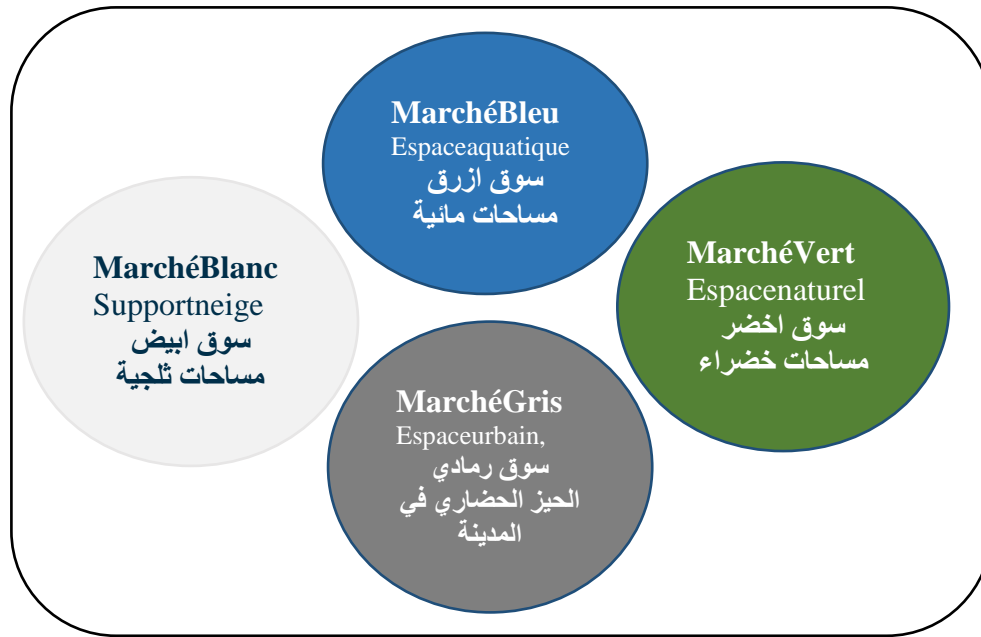 MarchéBleu
Espaceaquatique
سوق ازرق
مساحات مائية
MarchéBlanc
Supportneige
سوق ابيض
مساحات ثلجية
MarchéVert
Espacenaturel
سوق اخضر
مساحات خضراء
MarchéGris
Espaceurbain,
سوق رمادي
الحيز الحضاري في
المدينة